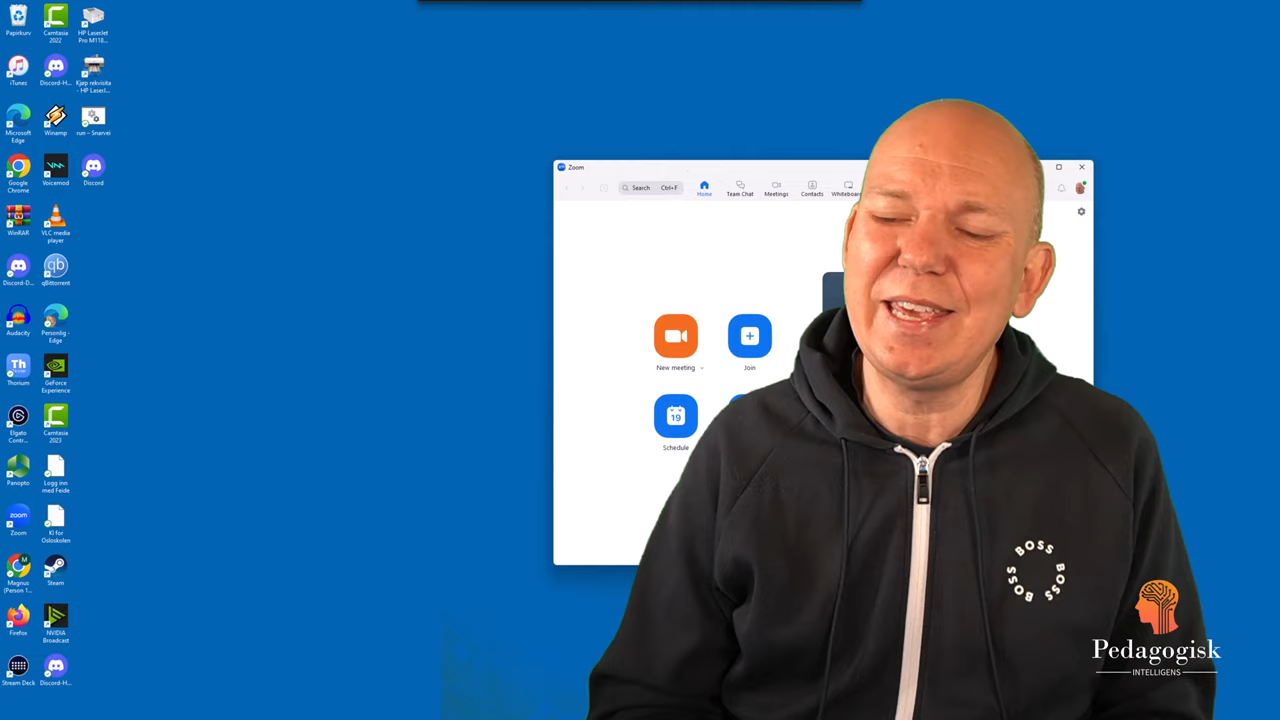 Papirkurv
Camtasia
2022
HP LaserJet
Pro M118...
iTunes
Discord-H...
Kjøp rekvisita
- HP LaserJ...
Microsoft
Edge
Winamp
run – Snarvei
Google
Chrome
Voicemod
Discord
WinRAR
VLC media
player
Discord-D...
qBittorrent
Audacity
Personlig -
Edge
Thorium
GeForce
Experience
Elgato
Contr...
Camtasia
2023
Panopto
Logg inn
med Feide
Zoom
KI for
Osloskolen
Magnus
(Person 1...
Steam
Firefox
NVIDIA
Broadcast
Stream Deck
Discord-H...
Zoom
Search Ctrl+F
Home
Team Chat
Meetings
Contacts
Whiteboard
New meeting
Join
19
Schedule
BOSS BOSS BOSS
Pedagogisk
INTELLIGENS